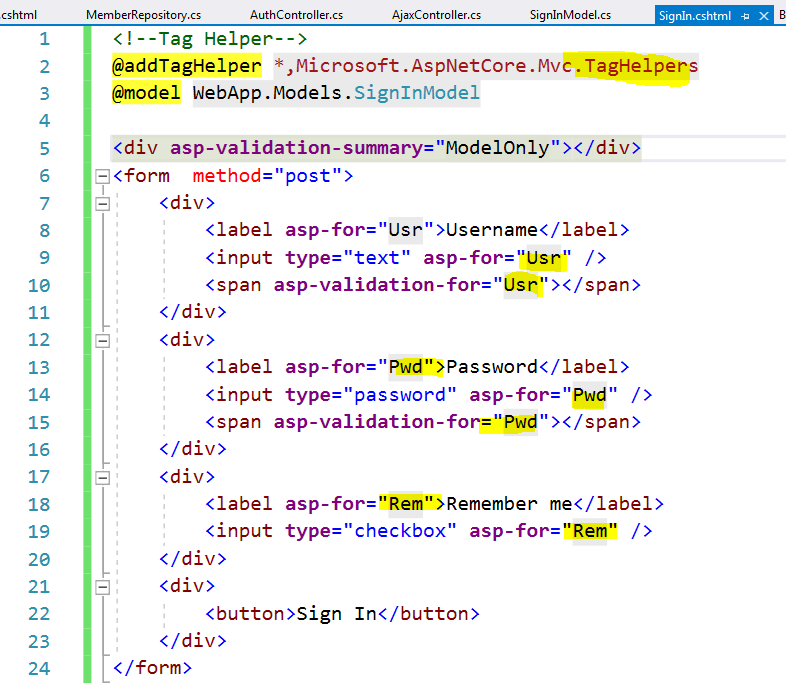 .cshtml MemberRepository.cs AuthController.cs AjaxController.cs SignInModel.cs SignIn.cshtml
1 <!--Tag Helper-->
2 @addTagHelper *,Microsoft.AspNetCore.Mvc.TagHelpers
3 @model WebApp.Models.SignInModel
4
5 <div asp-validation-summary="ModelOnly"></div>
6 <form  method="post">
7 <div>
8 <label asp-for="Usr">Username</label>
9 <input type="text" asp-for="Usr" />
10 <span asp-validation-for="Usr"></span>
11 </div>
12 <div>
13 <label asp-for="Pwd">Password</label>
14 <input type="password" asp-for="Pwd" />
15 <span asp-validation-for="Pwd"></span>
16 </div>
17 <div>
18 <label asp-for="Rem">Remember me</label>
19 <input type="checkbox" asp-for="Rem" />
20 </div>
21 <div>
22 <button>Sign In</button>
23 </div>
24 </form>